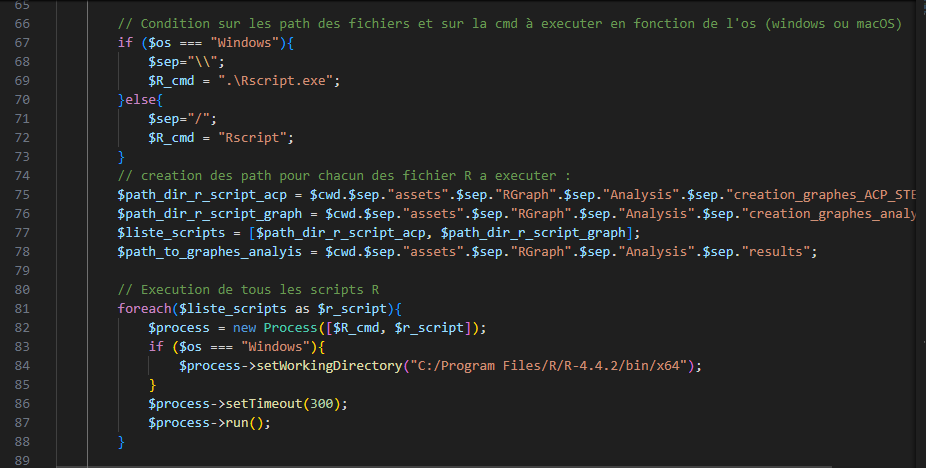 65
66 // Condition sur les path des fichiers et sur la cmd à executer en fonction de l'os (windows ou macOS)
67 if ($os === "Windows"){
68 $sep="\\";
69 $R_cmd = ".\Rscript.exe";
70 }else{
71 $sep="/";
72 $R_cmd = "Rscript";
73 }
74 // creation des path pour chacun des fichier R a executer :
75 $path_dir_r_script_acp = $cwd.$sep."assets".$sep."RGraph".$sep."Analysis".$sep."creation_graphes_ACP_STE
76 $path_dir_r_script_graph = $cwd.$sep."assets".$sep."RGraph".$sep."Analysis".$sep."creation_graphes_analy
77 $liste_scripts = [$path_dir_r_script_acp, $path_dir_r_script_graph];
78 $path_to_graphes_analyis = $cwd.$sep."assets".$sep."RGraph".$sep."Analysis".$sep."results";
79
80 // Execution de tous les scripts R
81 foreach($liste_scripts as $r_script){
82 $process = new Process([$R_cmd, $r_script]);
83 if ($os === "Windows"){
84 $process->setWorkingDirectory("C:/Program Files/R/R-4.4.2/bin/x64");
85 }
86 $process->setTimeout(300);
87 $process->run();
88 }
89